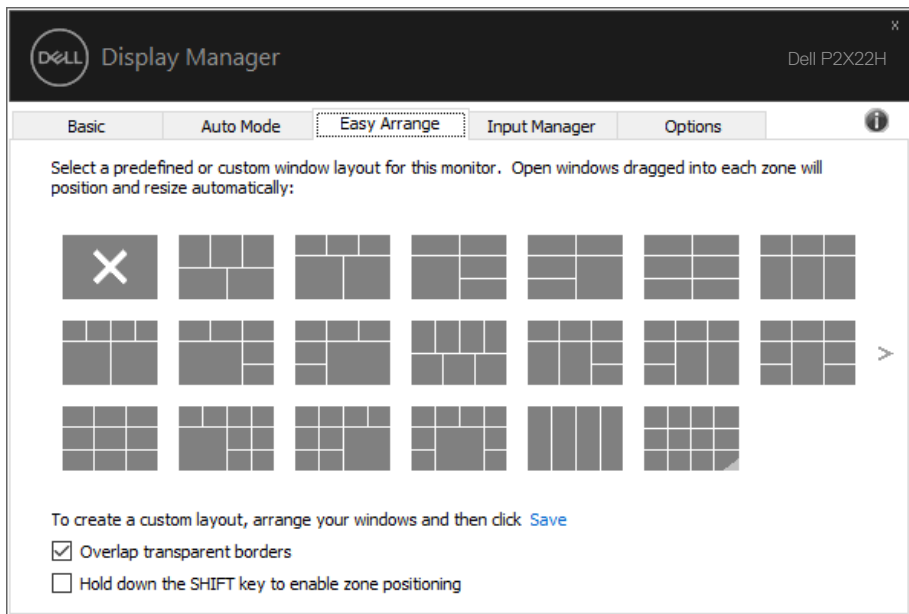 x
DELL Display Manager
Dell P2X22H
Basic Auto Mode Easy Arrange Input Manager Options
Select a predefined or custom window layout for this monitor. Open windows dragged into each zone will
position and resize automatically:
>
To create a custom layout, arrange your windows and then click Save
Overlap transparent borders
Hold down the SHIFT key to enable zone positioning